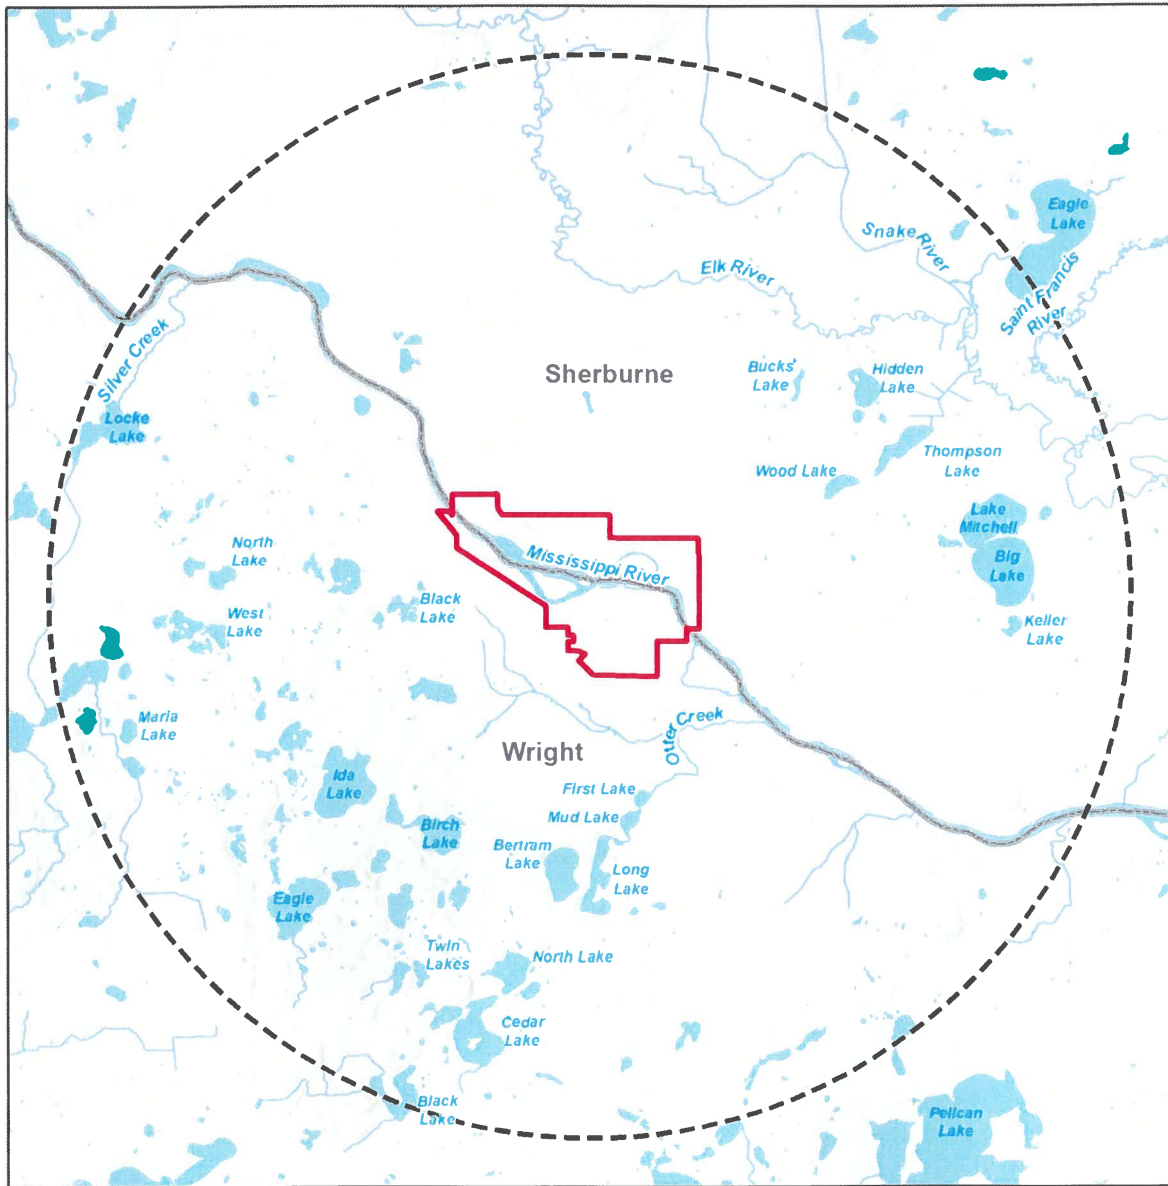 Eagle
Lake
Snake River
Elk River
Saint Francis
River
Silver Creek
Sherburne
Bucks'
Lake
Hidden
Lake
Locke
Lake
Thompson
Lake
Wood Lake
Lake
Mitchell
Mississippi River
North
Lake
Big
Lake
Black
Lake
West
Lake
Keller
Lake
Maria
Lake
Otter Creek
Wright
Ida
Lake
First Lake
Mud Lake
Birch
Lake
Bertram
Lake
Long
Lake
Eagle
Lake
Twin
Lakes
North Lake
Cedar
Lake
Black
Lake
Pelican
Lake